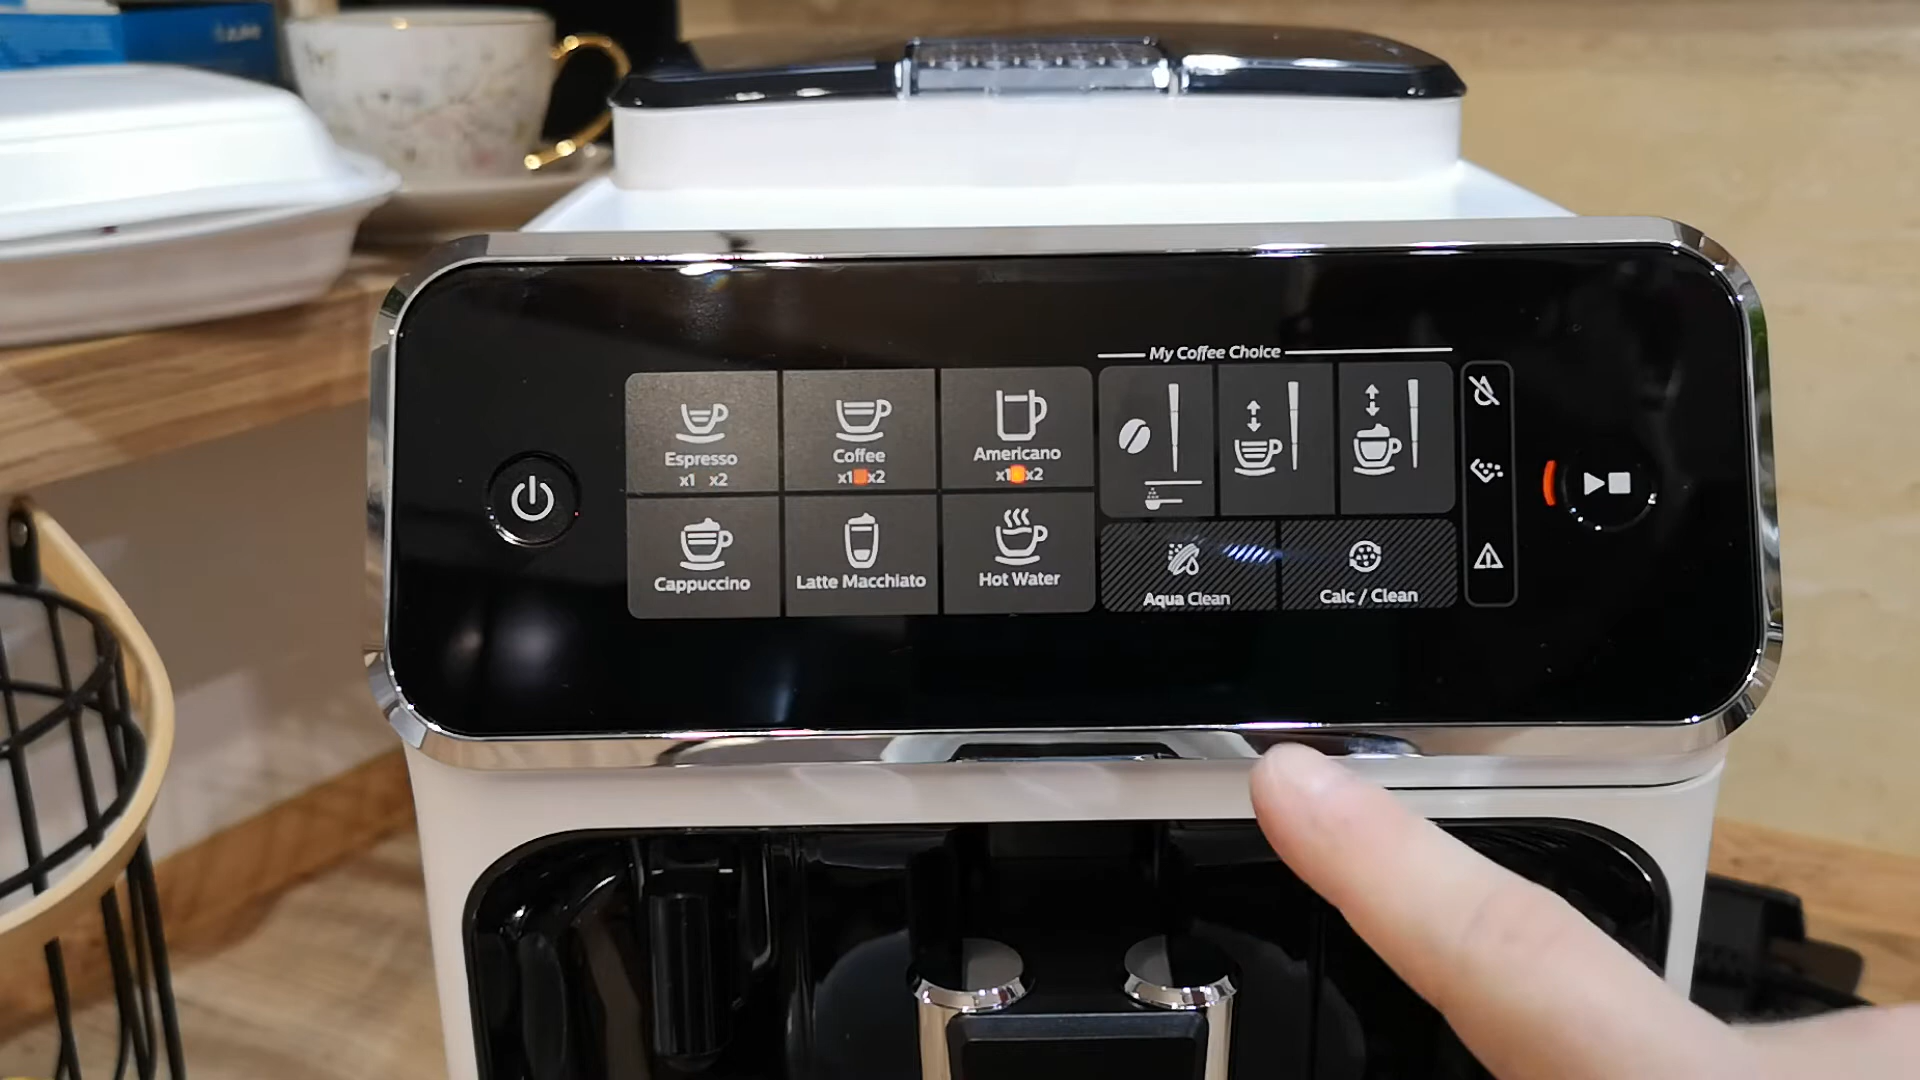 My Coffee Choice
Espresso
x1 x2
Coffee
x1 x2
Americano
x1 x2
Cappuccino
Latte Macchiato
Hot Water
Aqua Clean
Calc / Clean